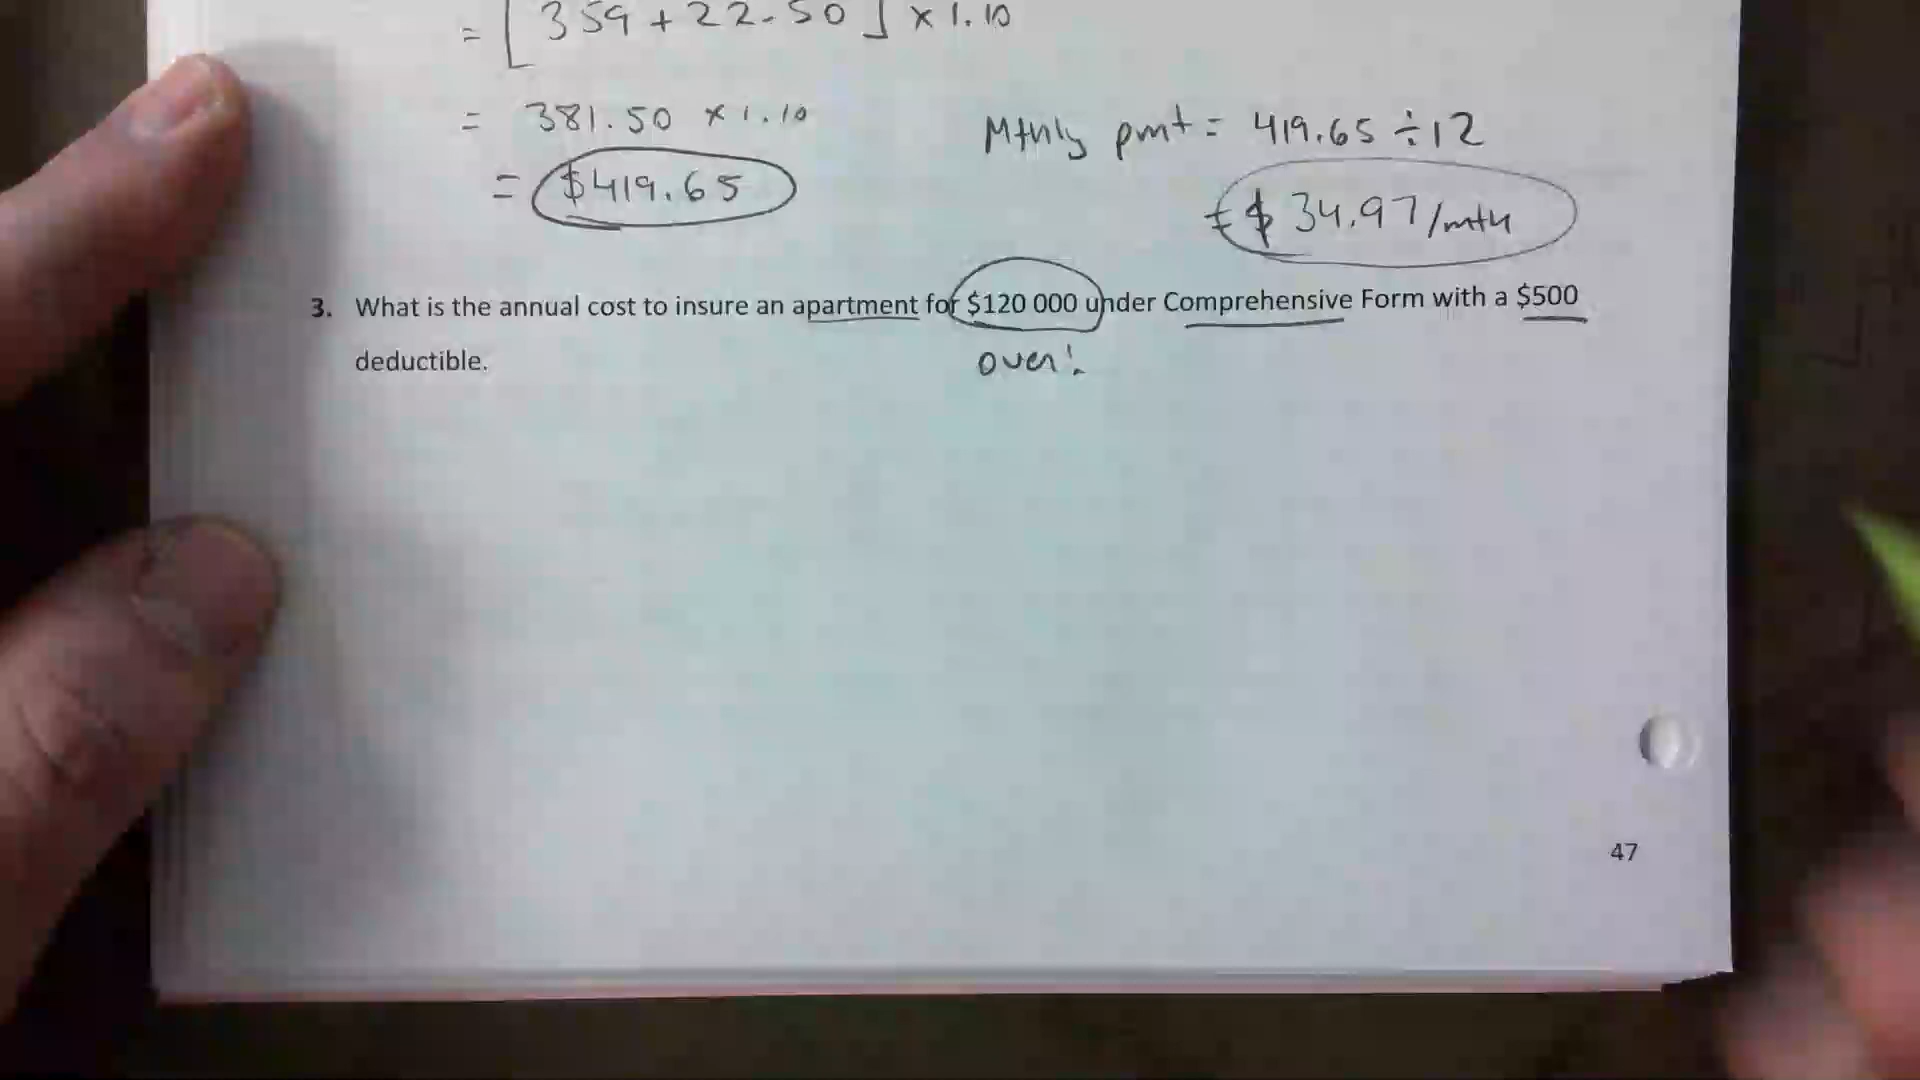 = [ 359 + 22.50 ] x 1.10
= 381.50 x 1.10
= $419.65
Mthly pmt = 419.65 ÷ 12
= $34.97/mth
3. What is the annual cost to insure an apartment for $120 000 under Comprehensive Form with a $500
deductible.
over!
47